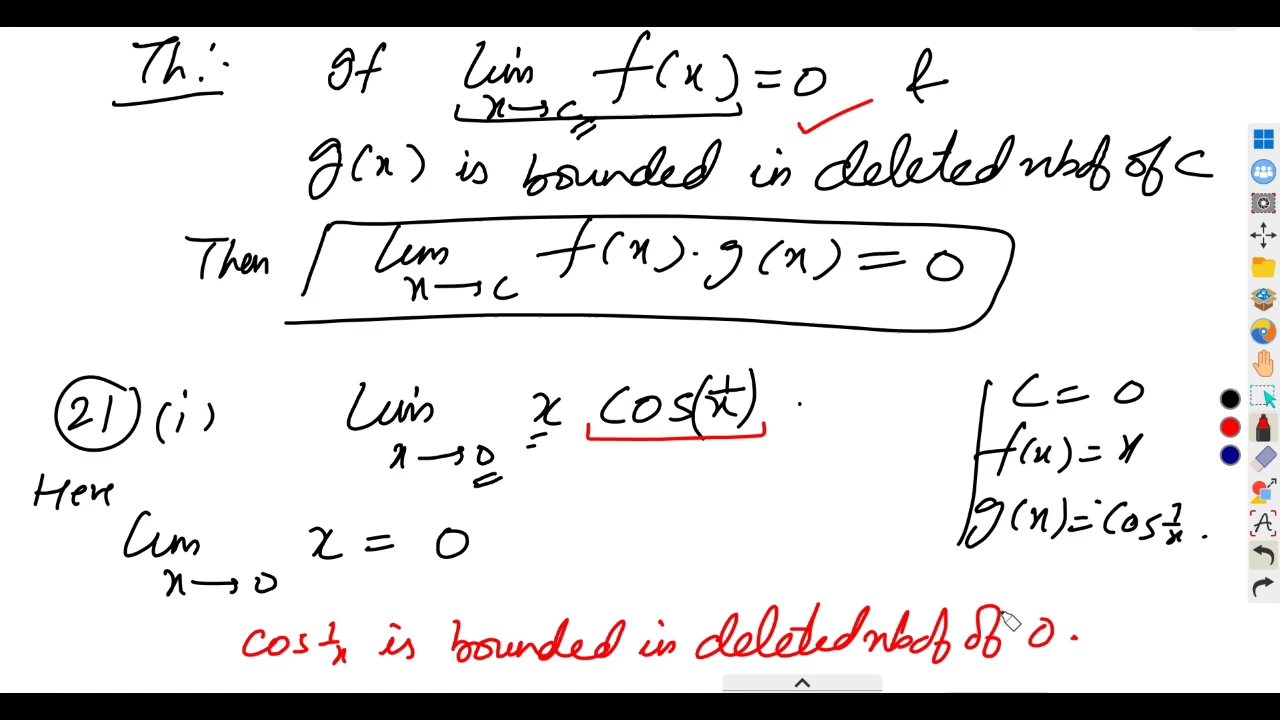 Th:- If lim x→c f(x) = 0 &
g(x) is bounded in deleted nbd of c
Then lim x→c f(x)·g(x) = 0
21 (i) lim x→0 x cos(1/x) .
c = 0
f(x) = x
g(x) = cos 1/x .
Here
lim x→0 x = 0
cos 1/x is bounded in deleted nbd of 0 .